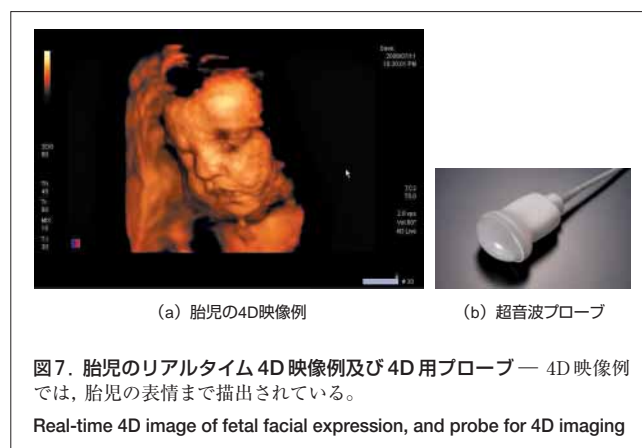 (a) 胎児の4D映像例
(b) 超音波プローブ
図7. 胎児のリアルタイム4D映像例及び4D用プローブ — 4D映像例
では，胎児の表情まで描出されている。
Real-time 4D image of fetal facial expression, and probe for 4D imaging